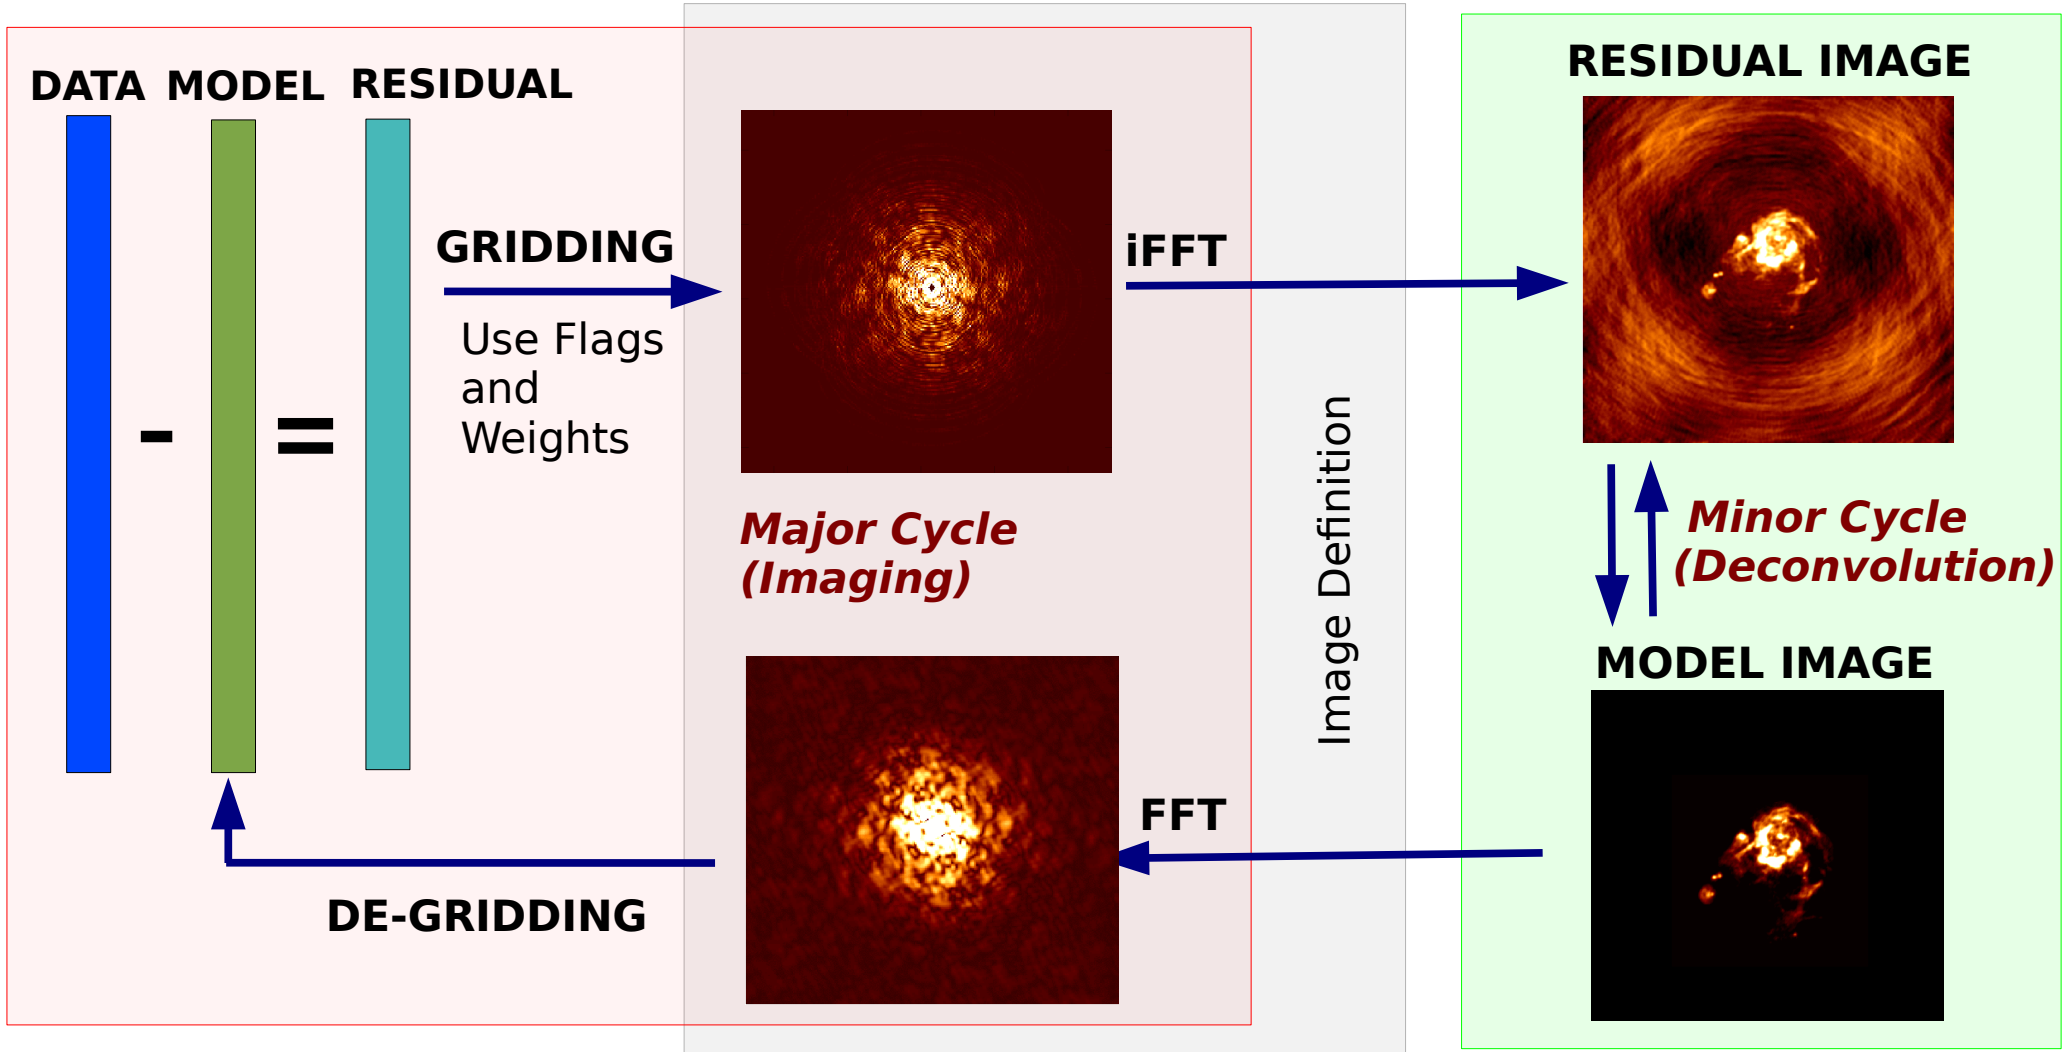 DATA MODEL RESIDUAL
GRIDDING
Use Flags
and
Weights
iFFT
RESIDUAL IMAGE
Major Cycle
(Imaging)
Image Definition
Minor Cycle
(Deconvolution)
MODEL IMAGE
FFT
DE-GRIDDING
- =